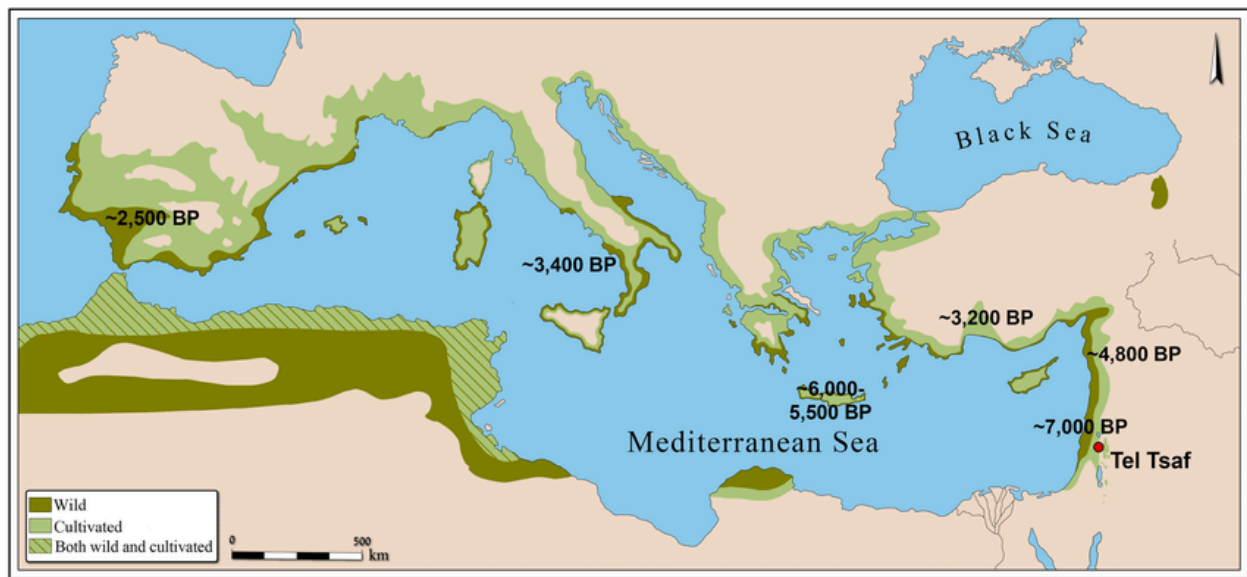 Black Sea
~2,500 BP
~3,400 BP
~3,200 BP
~4,800 BP
~6,000-
5,500 BP
~7,000 BP
Mediterranean Sea
Tel Tsaf
Wild
Cultivated
Both wild and cultivated
0 500
km